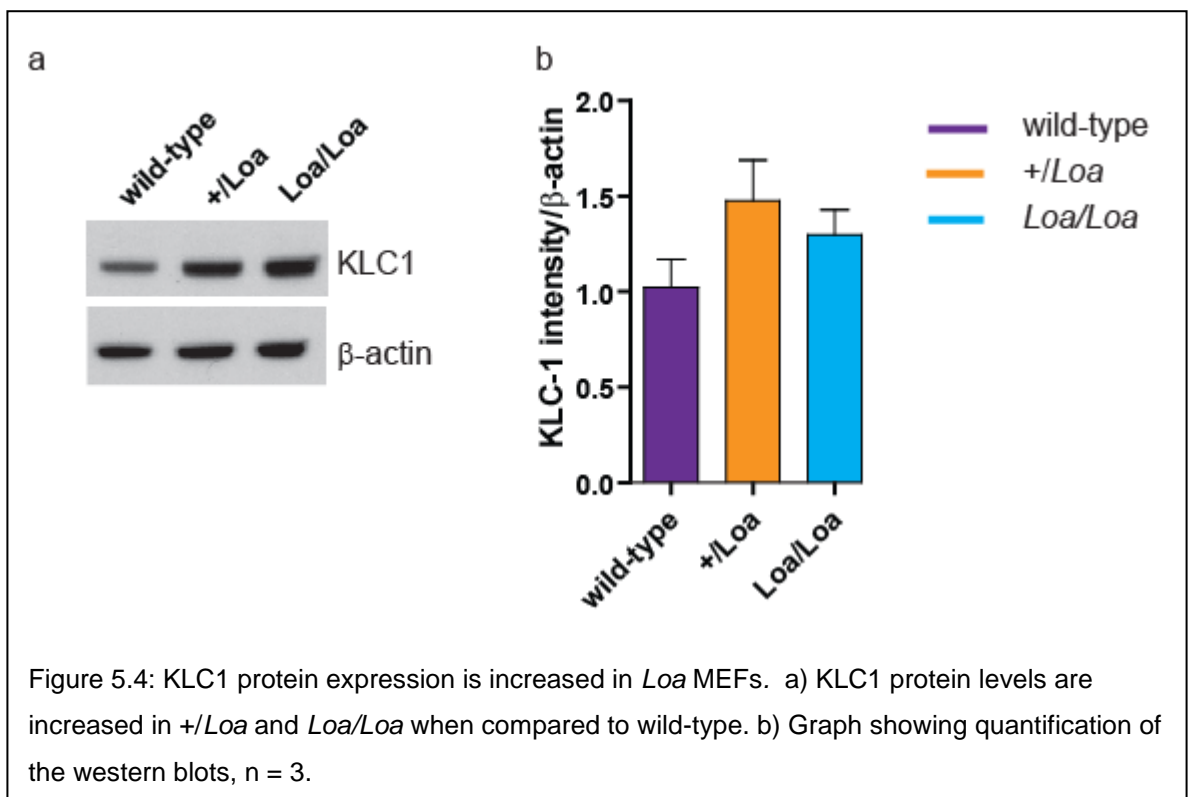 a
wild-type
+/Loa
Loa/Loa
KLC1
β-actin
b
KLC-1 intensity/β-actin
2.0
1.5
1.0
0.5
0.0
wild-type
+/Loa
Loa/Loa
wild-type
+/Loa
Loa/Loa
Figure 5.4: KLC1 protein expression is increased in Loa MEFs. a) KLC1 protein levels are
increased in +/Loa and Loa/Loa when compared to wild-type. b) Graph showing quantification of
the western blots, n = 3.